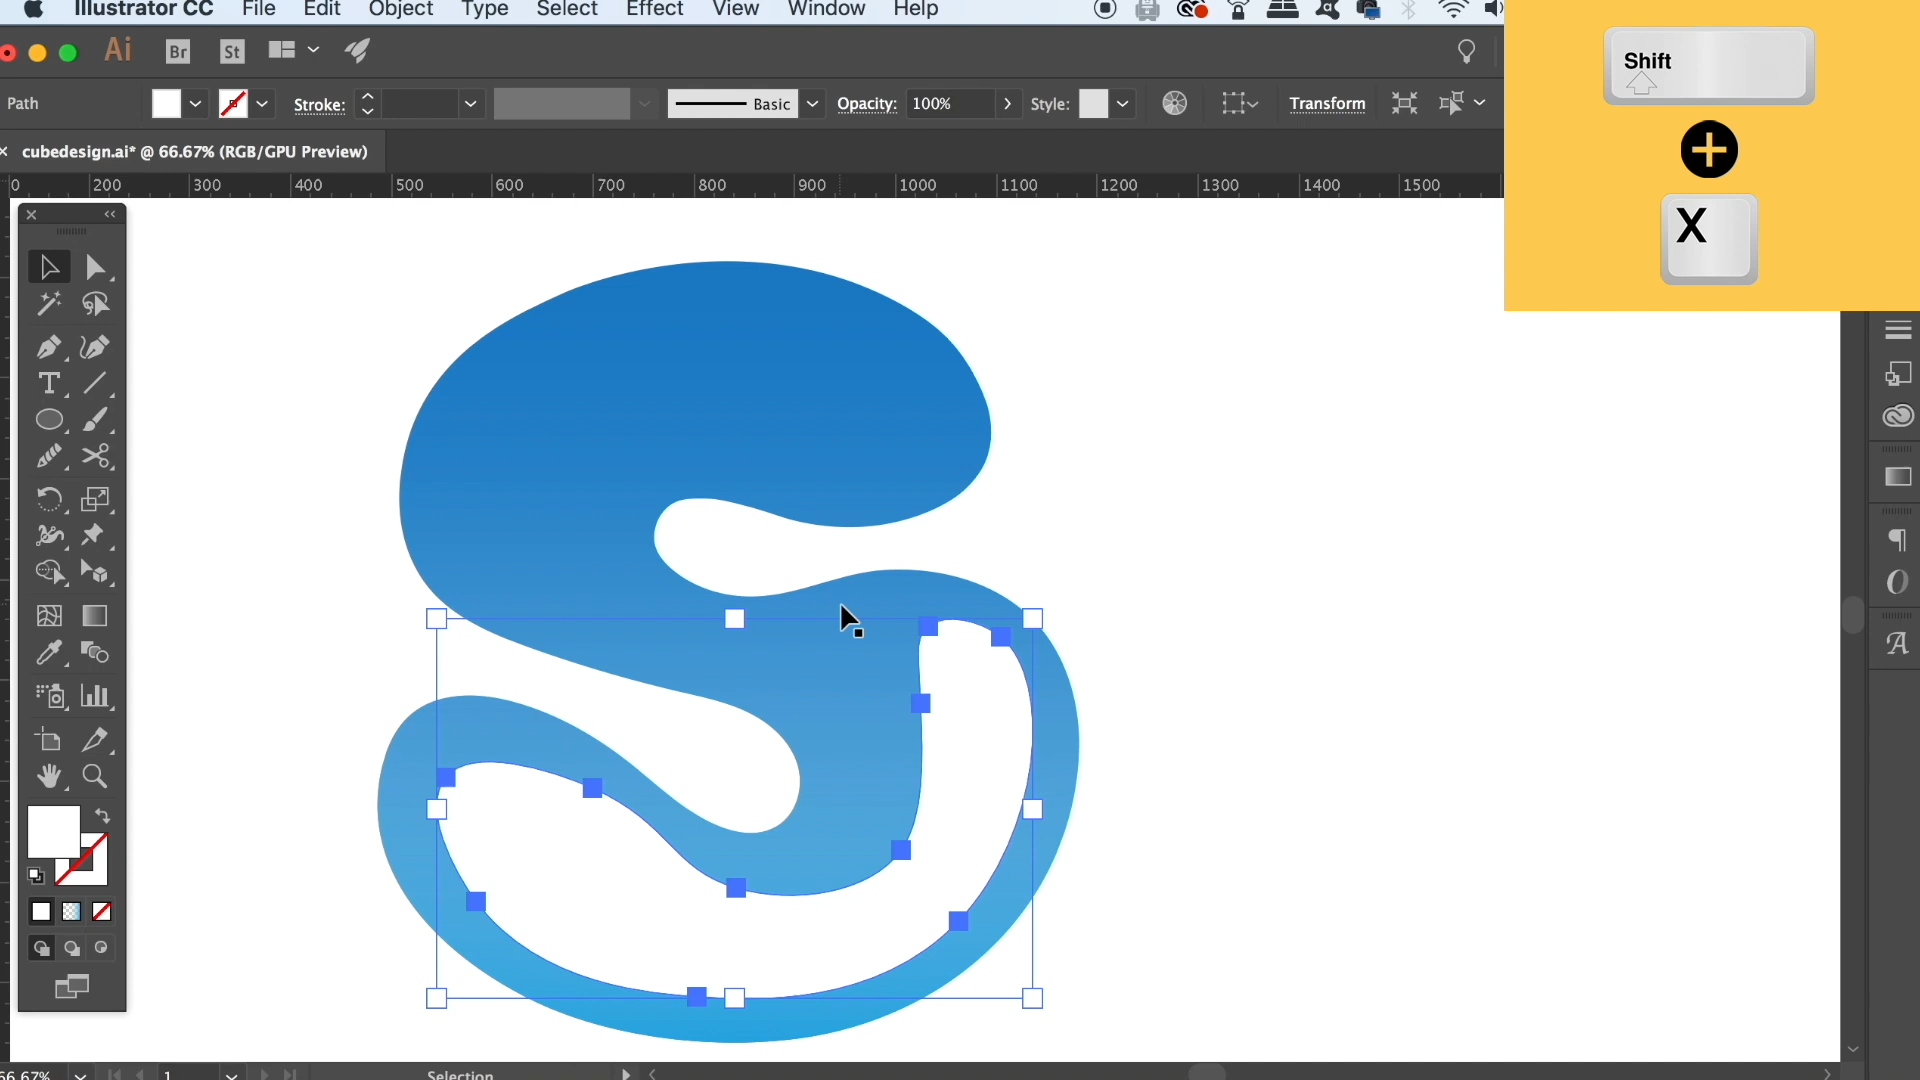 Illustrator CC File Edit Object Type Select Effect View Window Help
Ai Br St
Path Stroke: Basic Opacity: 100% Style: Transform
× cubedesign.ai* @ 66.67% (RGB/GPU Preview)
0 200 300 400 500 600 700 800 900 1000 1100 1200 1300 1400 1500
Shift
X
66.67% 1 Selection